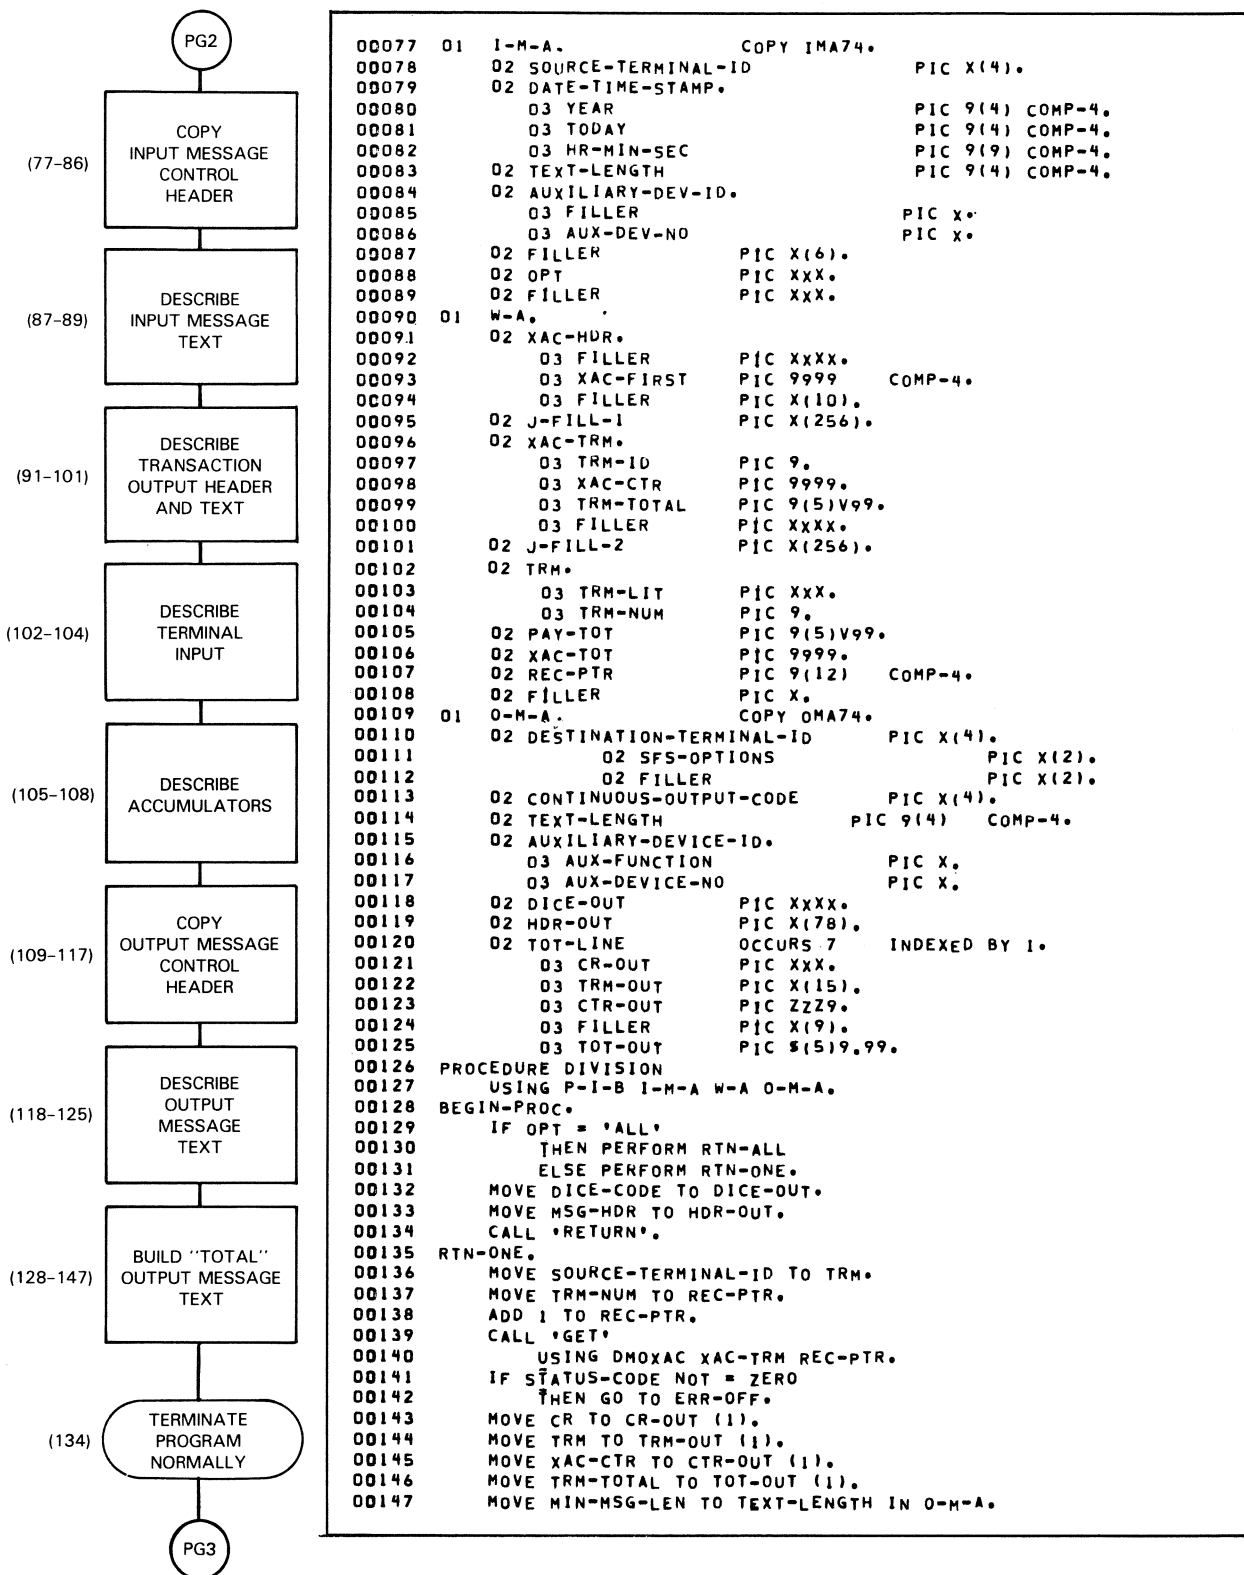 PG2
(77-86)
COPY
INPUT MESSAGE
CONTROL
HEADER
(87-89)
DESCRIBE
INPUT MESSAGE
TEXT
(91-101)
DESCRIBE
TRANSACTION
OUTPUT HEADER
AND TEXT
(102-104)
DESCRIBE
TERMINAL
INPUT
(105-108)
DESCRIBE
ACCUMULATORS
(109-117)
COPY
OUTPUT MESSAGE
CONTROL
HEADER
(118-125)
DESCRIBE
OUTPUT
MESSAGE
TEXT
(128-147)
BUILD "TOTAL"
OUTPUT MESSAGE
TEXT
(134)
TERMINATE
PROGRAM
NORMALLY
PG3
00077 01 I-M-A. COPY IMA74.
00078 02 SOURCE-TERMINAL-ID PIC X(4).
00079 02 DATE-TIME-STAMP.
00080 03 YEAR PIC 9(4) COMP-4.
00081 03 TODAY PIC 9(4) COMP-4.
00082 03 HR-MIN-SEC PIC 9(9) COMP-4.
00083 02 TEXT-LENGTH PIC 9(4) COMP-4.
00084 02 AUXILIARY-DEV-ID.
00085 03 FILLER PIC X.
00086 03 AUX-DEV-NO PIC X.
00087 02 FILLER PIC X(6).
00088 02 OPT PIC XXX.
00089 02 FILLER PIC XXX.
00090 01 W-A.
00091 02 XAC-HDR.
00092 03 FILLER PIC XXXX.
00093 03 XAC-FIRST PIC 9999 COMP-4.
00094 03 FILLER PIC X(10).
00095 02 J-FILL-1 PIC X(256).
00096 02 XAC-TRM.
00097 03 TRM-ID PIC 9.
00098 03 XAC-CTR PIC 9999.
00099 03 TRM-TOTAL PIC 9(5)V99.
00100 03 FILLER PIC XXXX.
00101 02 J-FILL-2 PIC X(256).
00102 02 TRM.
00103 03 TRM-LIT PIC XXX.
00104 03 TRM-NUM PIC 9.
00105 02 PAY-TOT PIC 9(5)V99.
00106 02 XAC-TOT PIC 9999.
00107 02 REC-PTR PIC 9(12) COMP-4.
00108 02 FILLER PIC X.
00109 01 O-M-A. COPY OMA74.
00110 02 DESTINATION-TERMINAL-ID PIC X(4).
00111 02 SFS-OPTIONS PIC X(2).
00112 02 FILLER PIC X(2).
00113 02 CONTINUOUS-OUTPUT-CODE PIC X(4).
00114 02 TEXT-LENGTH PIC 9(4) COMP-4.
00115 02 AUXILIARY-DEVICE-ID.
00116 03 AUX-FUNCTION PIC X.
00117 03 AUX-DEVICE-NO PIC X.
00118 02 DICE-OUT PIC XXXX.
00119 02 HDR-OUT PIC X(78).
00120 02 TOT-LINE OCCURS 7 INDEXED BY I.
00121 03 CR-OUT PIC XXX.
00122 03 TRM-OUT PIC X(15).
00123 03 CTR-OUT PIC ZZZ9.
00124 03 FILLER PIC X(9).
00125 03 TOT-OUT PIC $(5)9.99.
00126 PROCEDURE DIVISION
00127 USING P-I-B I-M-A W-A O-M-A.
00128 BEGIN-PROC.
00129 IF OPT = 'ALL'
00130 THEN PERFORM RTN-ALL
00131 ELSE PERFORM RTN-ONE.
00132 MOVE DICE-CODE TO DICE-OUT.
00133 MOVE MSG-HDR TO HDR-OUT.
00134 CALL 'RETURN'.
00135 RTN-ONE.
00136 MOVE SOURCE-TERMINAL-ID TO TRM.
00137 MOVE TRM-NUM TO REC-PTR.
00138 ADD 1 TO REC-PTR.
00139 CALL 'GET'
00140 USING DMOXAC XAC-TRM REC-PTR.
00141 IF STATUS-CODE NOT = ZERO
00142 THEN GO TO ERR-OFF.
00143 MOVE CR TO CR-OUT (1).
00144 MOVE TRM TO TRM-OUT (1).
00145 MOVE XAC-CTR TO CTR-OUT (1).
00146 MOVE TRM-TOTAL TO TOT-OUT (1).
00147 MOVE MIN-MSG-LEN TO TEXT-LENGTH IN O-M-A.